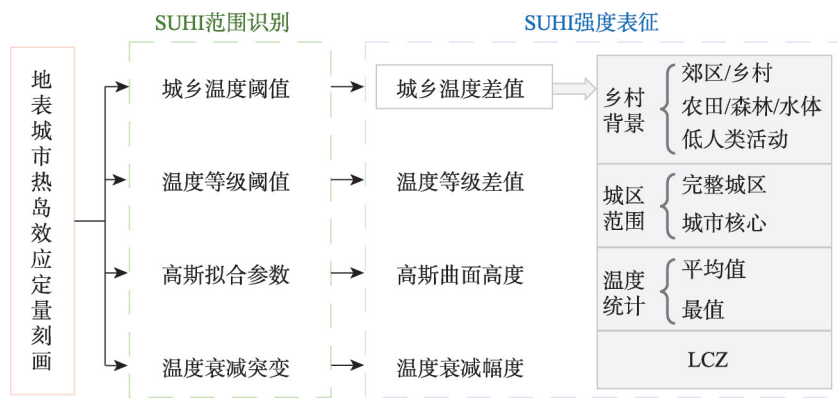 SUHI范围识别
SUHI强度表征
地表城市热岛效应定量刻画
城乡温度阈值
城乡温度差值
温度等级阈值
温度等级差值
高斯拟合参数
高斯曲面高度
温度衰减突变
温度衰减幅度
乡村
背景
郊区/乡村
农田/森林/水体
低人类活动
城区
范围
完整城区
城市核心
温度
统计
平均值
最值
LCZ